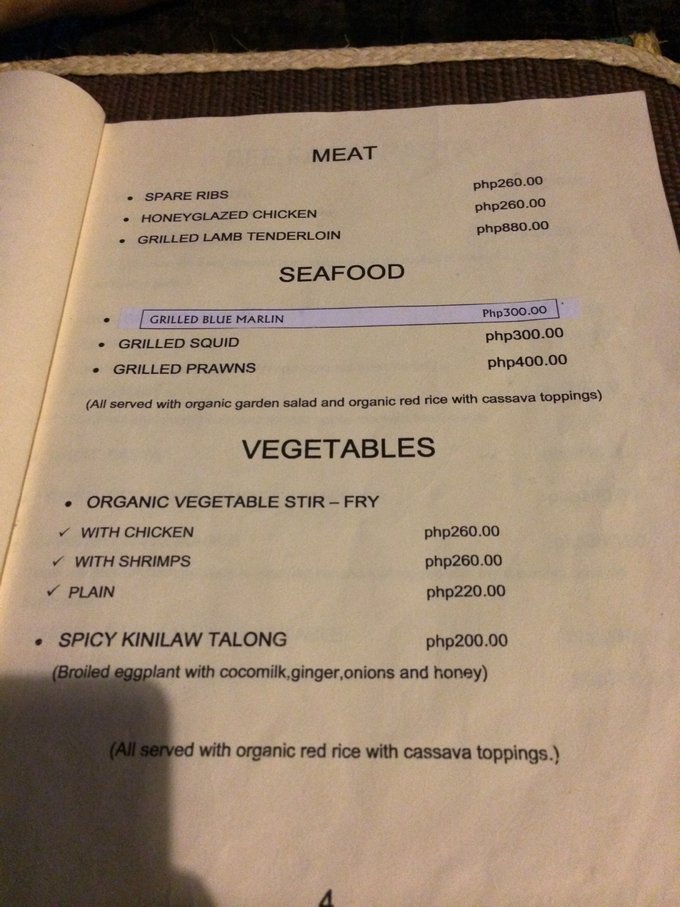 MEAT
• SPARE RIBS php260.00
• HONEYGLAZED CHICKEN php260.00
• GRILLED LAMB TENDERLOIN php880.00
SEAFOOD
• GRILLED BLUE MARLIN Php300.00
• GRILLED SQUID php300.00
• GRILLED PRAWNS php400.00
(All served with organic garden salad and organic red rice with cassava toppings)
VEGETABLES
• ORGANIC VEGETABLE STIR – FRY
✓ WITH CHICKEN php260.00
✓ WITH SHRIMPS php260.00
✓ PLAIN php220.00
• SPICY KINILAW TALONG php200.00
(Broiled eggplant with cocomilk,ginger,onions and honey)
(All served with organic red rice with cassava toppings.)
4